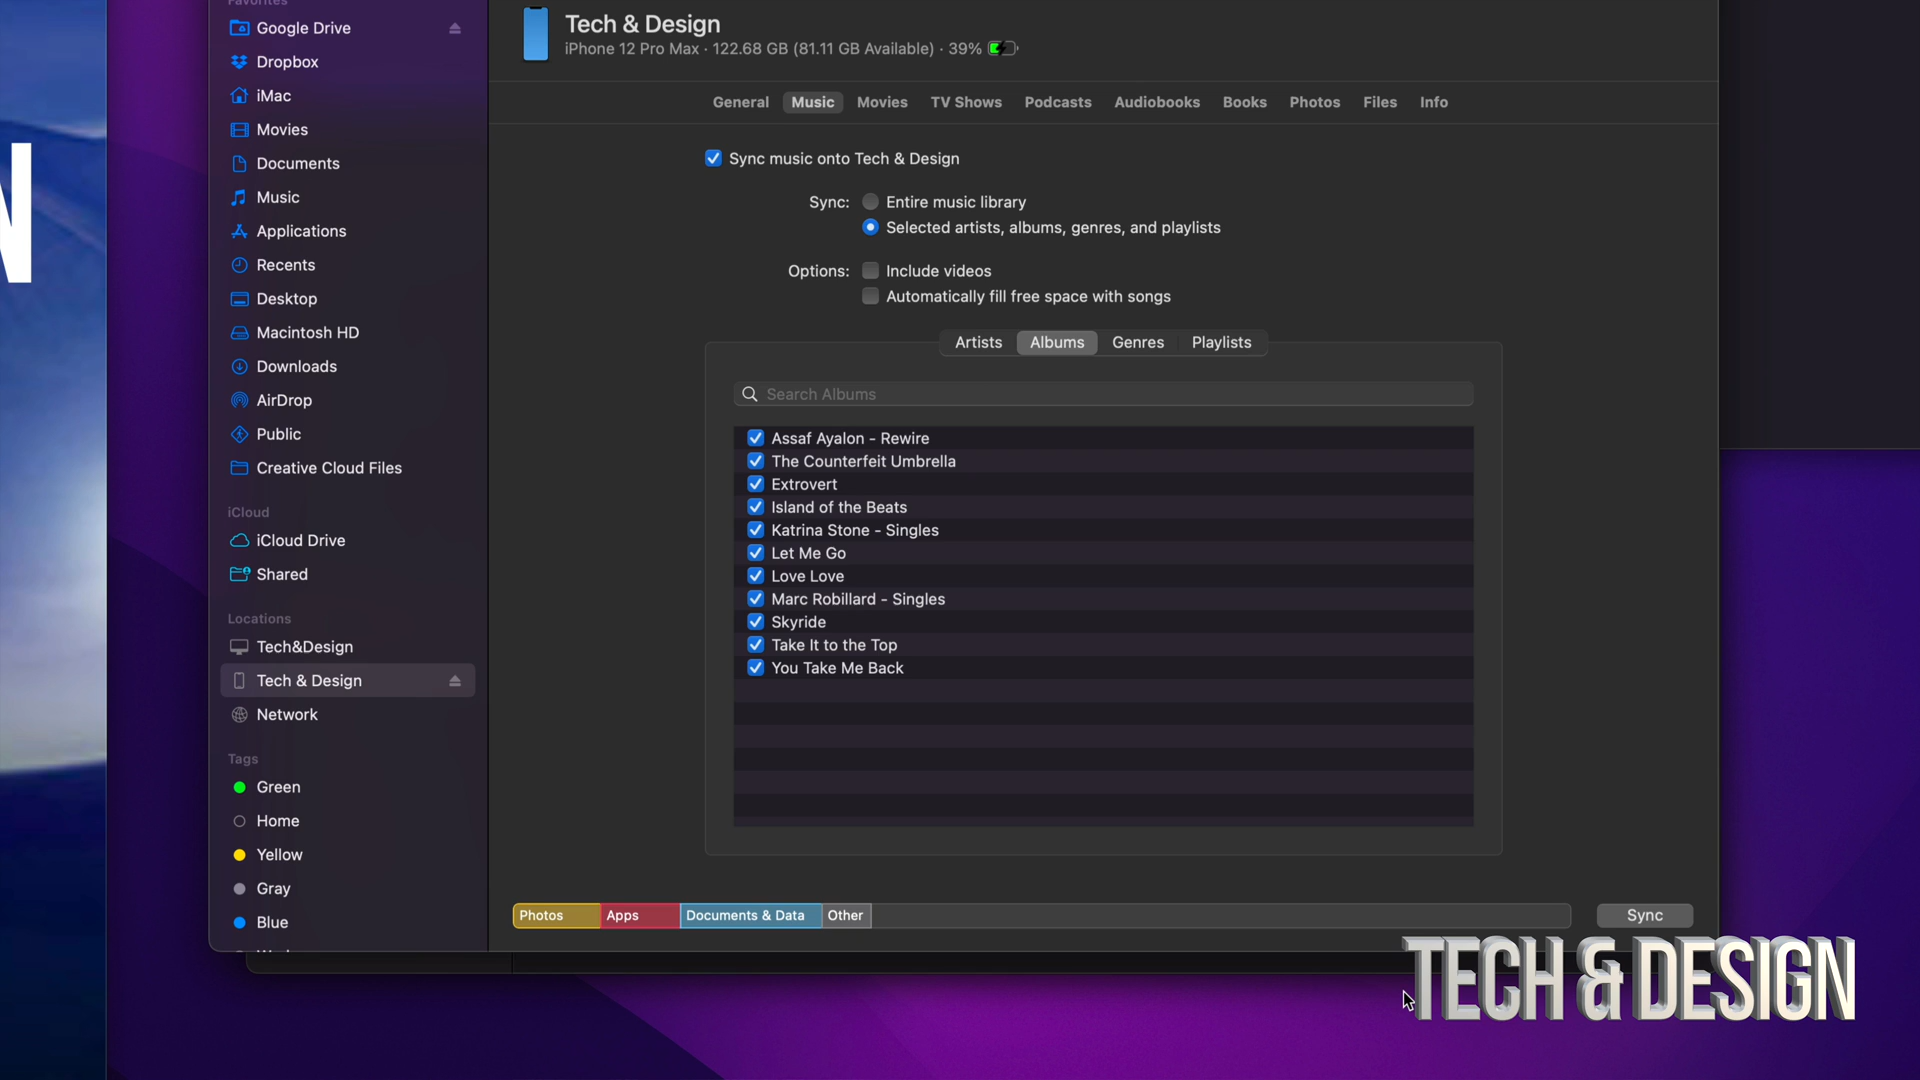 Favorites
Google Drive
Dropbox
iMac
Movies
Documents
Music
Applications
Recents
Desktop
Macintosh HD
Downloads
AirDrop
Public
Creative Cloud Files
iCloud
iCloud Drive
Shared
Locations
Tech&Design
Tech & Design
Network
Tags
Green
Home
Yellow
Gray
Blue
Tech & Design
iPhone 12 Pro Max · 122.68 GB (81.11 GB Available) · 39%
General Music Movies TV Shows Podcasts Audiobooks Books Photos Files Info
Sync music onto Tech & Design
Sync: Entire music library
Selected artists, albums, genres, and playlists
Options: Include videos
Automatically fill free space with songs
Artists Albums Genres Playlists
Search Albums
Assaf Ayalon - Rewire
The Counterfeit Umbrella
Extrovert
Island of the Beats
Katrina Stone - Singles
Let Me Go
Love Love
Marc Robillard - Singles
Skyride
Take It to the Top
You Take Me Back
Photos Apps Documents & Data Other Sync
TECH & DESIGN